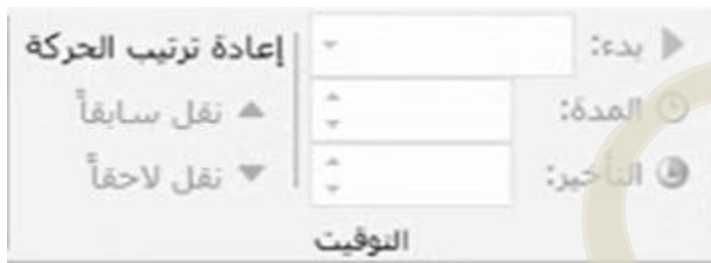 بدء: إعادة ترتيب الحركة
المدة: نقل سابقاً
التأخير: نقل لاحقاً
التوقيت